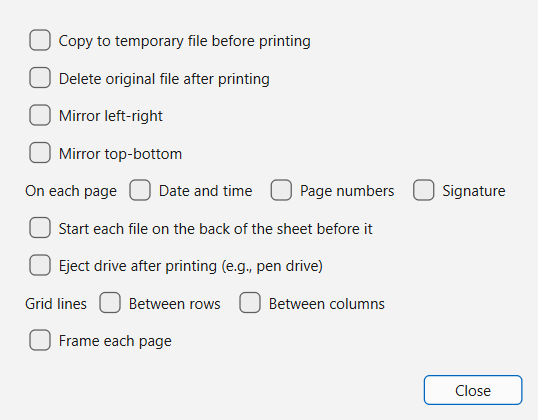 Copy to temporary file before printing
Delete original file after printing
Mirror left-right
Mirror top-bottom
On each page Date and time Page numbers Signature
Start each file on the back of the sheet before it
Eject drive after printing (e.g., pen drive)
Grid lines Between rows Between columns
Frame each page
Close